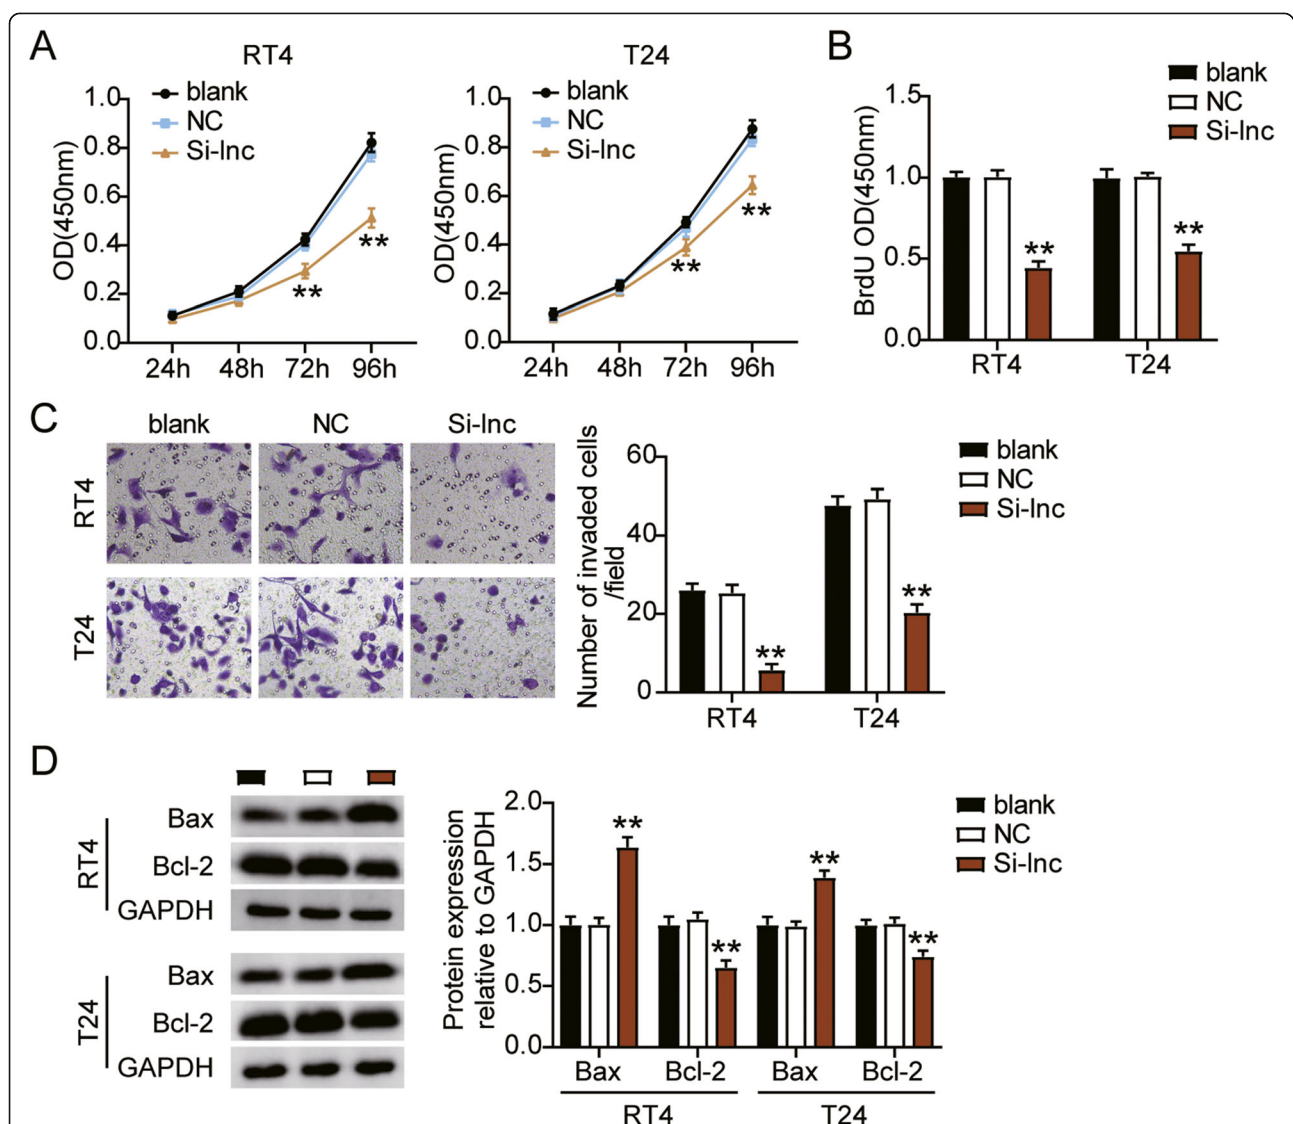 A
RT4
blank
NC
Si-lnc
OD(450nm)
1.0
0.8
0.6
0.4
0.2
0.0
**
**
24h 48h 72h 96h
T24
blank
NC
Si-lnc
OD(450nm)
1.0
0.8
0.6
0.4
0.2
0.0
**
**
24h 48h 72h 96h
B
blank
NC
Si-lnc
BrdU OD(450nm)
1.5
1.0
0.5
0.0
**
**
RT4 T24
C
blank NC Si-lnc
RT4
T24
Number of invaded cells
/field
60
40
20
0
**
**
RT4 T24
blank
NC
Si-lnc
D
RT4
Bax
Bcl-2
GAPDH
T24
Bax
Bcl-2
GAPDH
Protein expression
relative to GAPDH
2.0
1.5
1.0
0.5
0.0
**
**
**
**
Bax Bcl-2 Bax Bcl-2
RT4 T24
blank
NC
Si-lnc